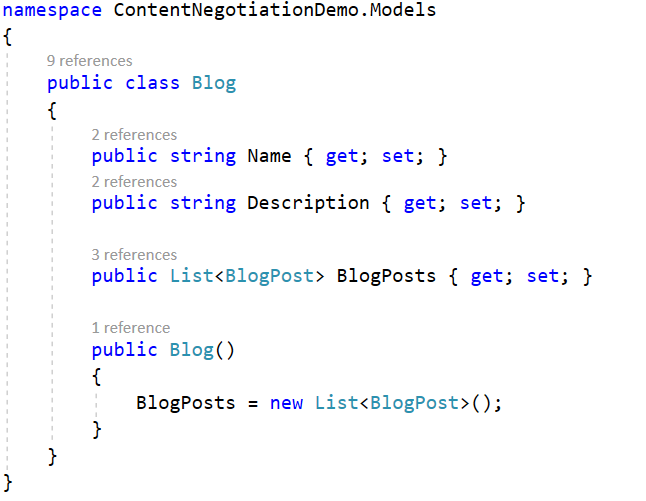 namespace ContentNegotiationDemo.Models
{
9 references
public class Blog
{
2 references
public string Name { get; set; }
2 references
public string Description { get; set; }
3 references
public List<BlogPost> BlogPosts { get; set; }
1 reference
public Blog()
{
BlogPosts = new List<BlogPost>();
}
}
}